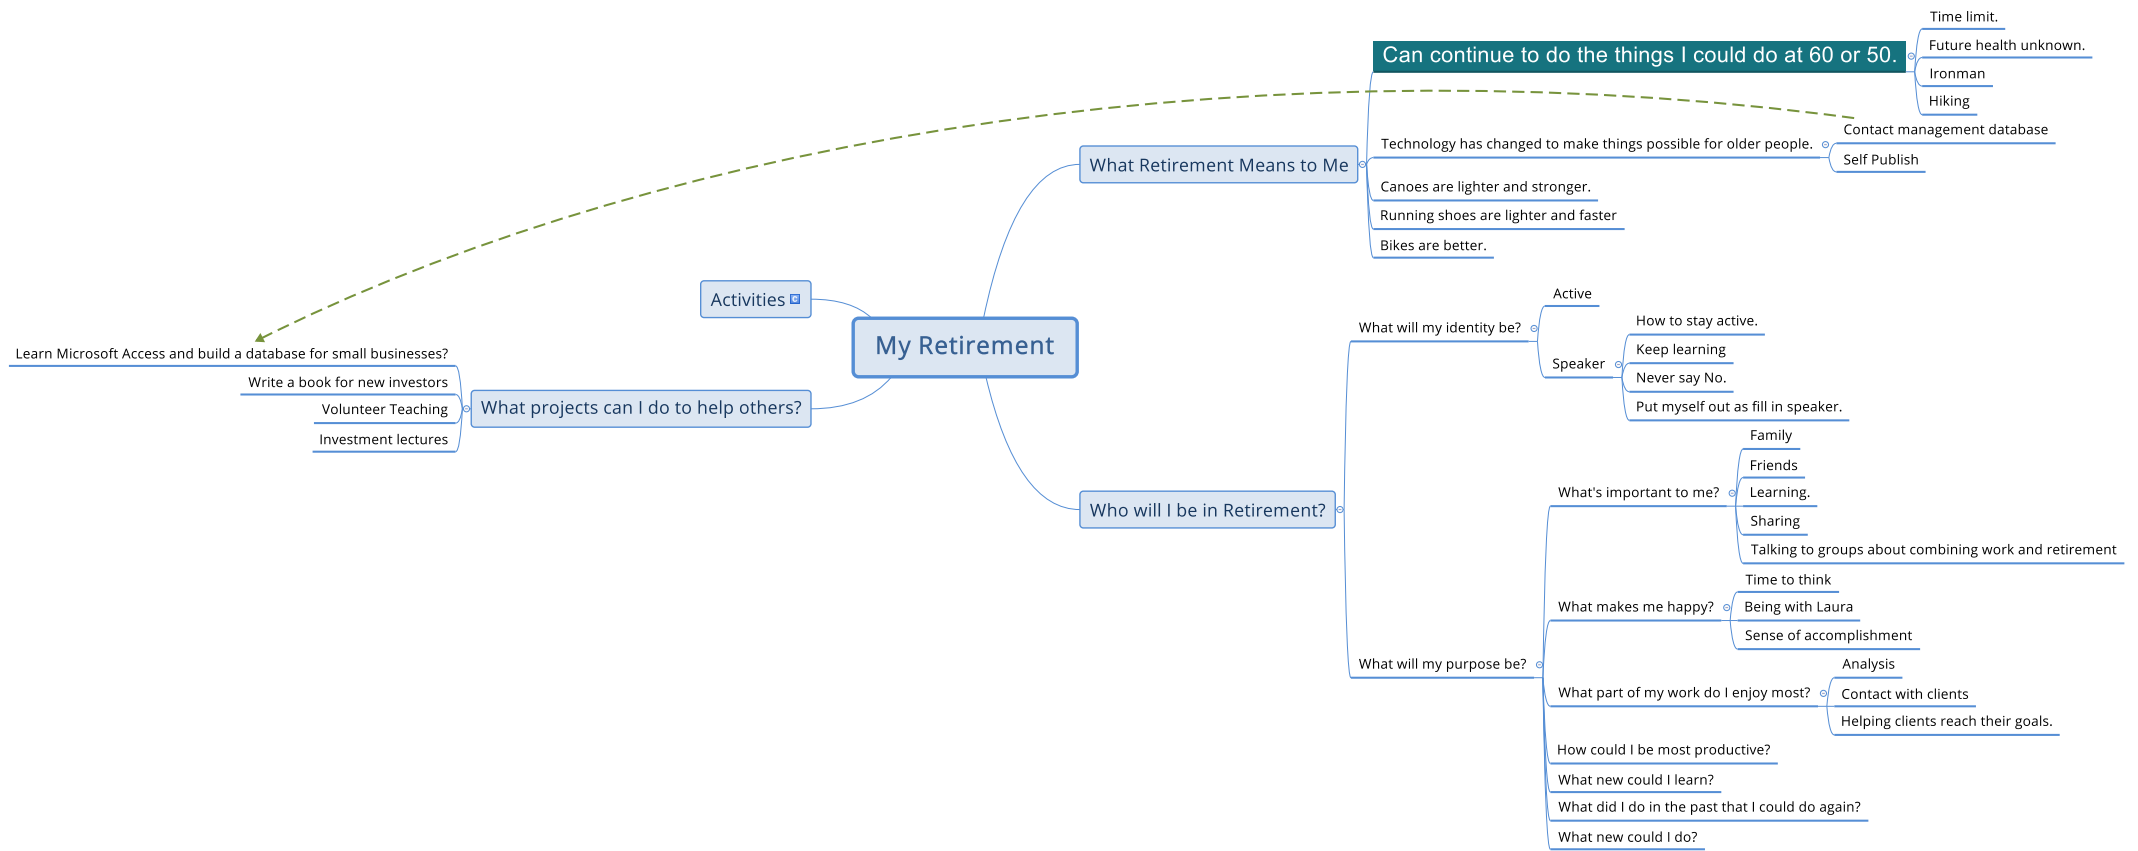 My Retirement
What Retirement Means to Me
Can continue to do the things I could do at 60 or 50.
Time limit.
Future health unknown.
Ironman
Hiking
Technology has changed to make things possible for older people.
Contact management database
Self Publish
Canoes are lighter and stronger.
Running shoes are lighter and faster
Bikes are better.
Who will I be in Retirement?
What will my identity be?
Active
Speaker
How to stay active.
Keep learning
Never say No.
Put myself out as fill in speaker.
What will my purpose be?
What's important to me?
Family
Friends
Learning.
Sharing
Talking to groups about combining work and retirement
What makes me happy?
Time to think
Being with Laura
Sense of accomplishment
What part of my work do I enjoy most?
Analysis
Contact with clients
Helping clients reach their goals.
How could I be most productive?
What new could I learn?
What did I do in the past that I could do again?
What new could I do?
Activities
What projects can I do to help others?
Learn Microsoft Access and build a database for small businesses?
Write a book for new investors
Volunteer Teaching
Investment lectures